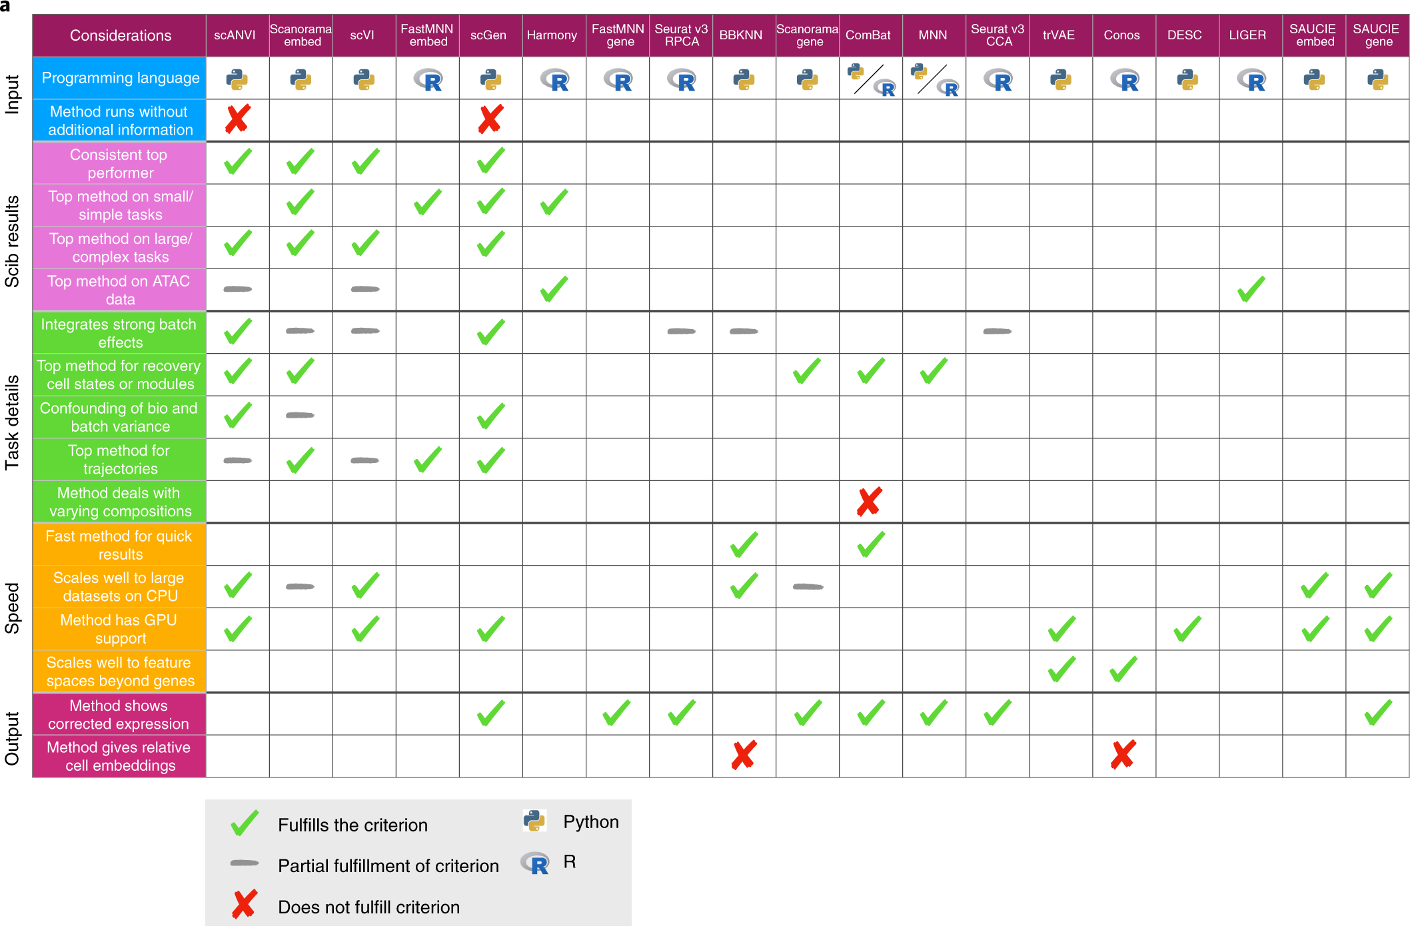 a
Considerations
scANVI
Scanorama
embed
scVI
FastMNN
embed
scGen
Harmony
FastMNN
gene
Seurat v3
RPCA
BBKNN
Scanorama
gene
ComBat
MNN
Seurat v3
CCA
trVAE
Conos
DESC
LIGER
SAUCIE
embed
SAUCIE
gene
Input
Programming language
R
R
R
R
R
R
R
R
R
Method runs without
additional information
Scib results
Consistent top
performer
Top method on small/
simple tasks
Top method on large/
complex tasks
Top method on ATAC
data
Task details
Integrates strong batch
effects
Top method for recovery
cell states or modules
Confounding of bio and
batch variance
Top method for
trajectories
Method deals with
varying compositions
Speed
Fast method for quick
results
Scales well to large
datasets on CPU
Method has GPU
support
Scales well to feature
spaces beyond genes
Output
Method shows
corrected expression
Method gives relative
cell embeddings
Fulfills the criterion
Python
Partial fulfillment of criterion
R
R
Does not fulfill criterion